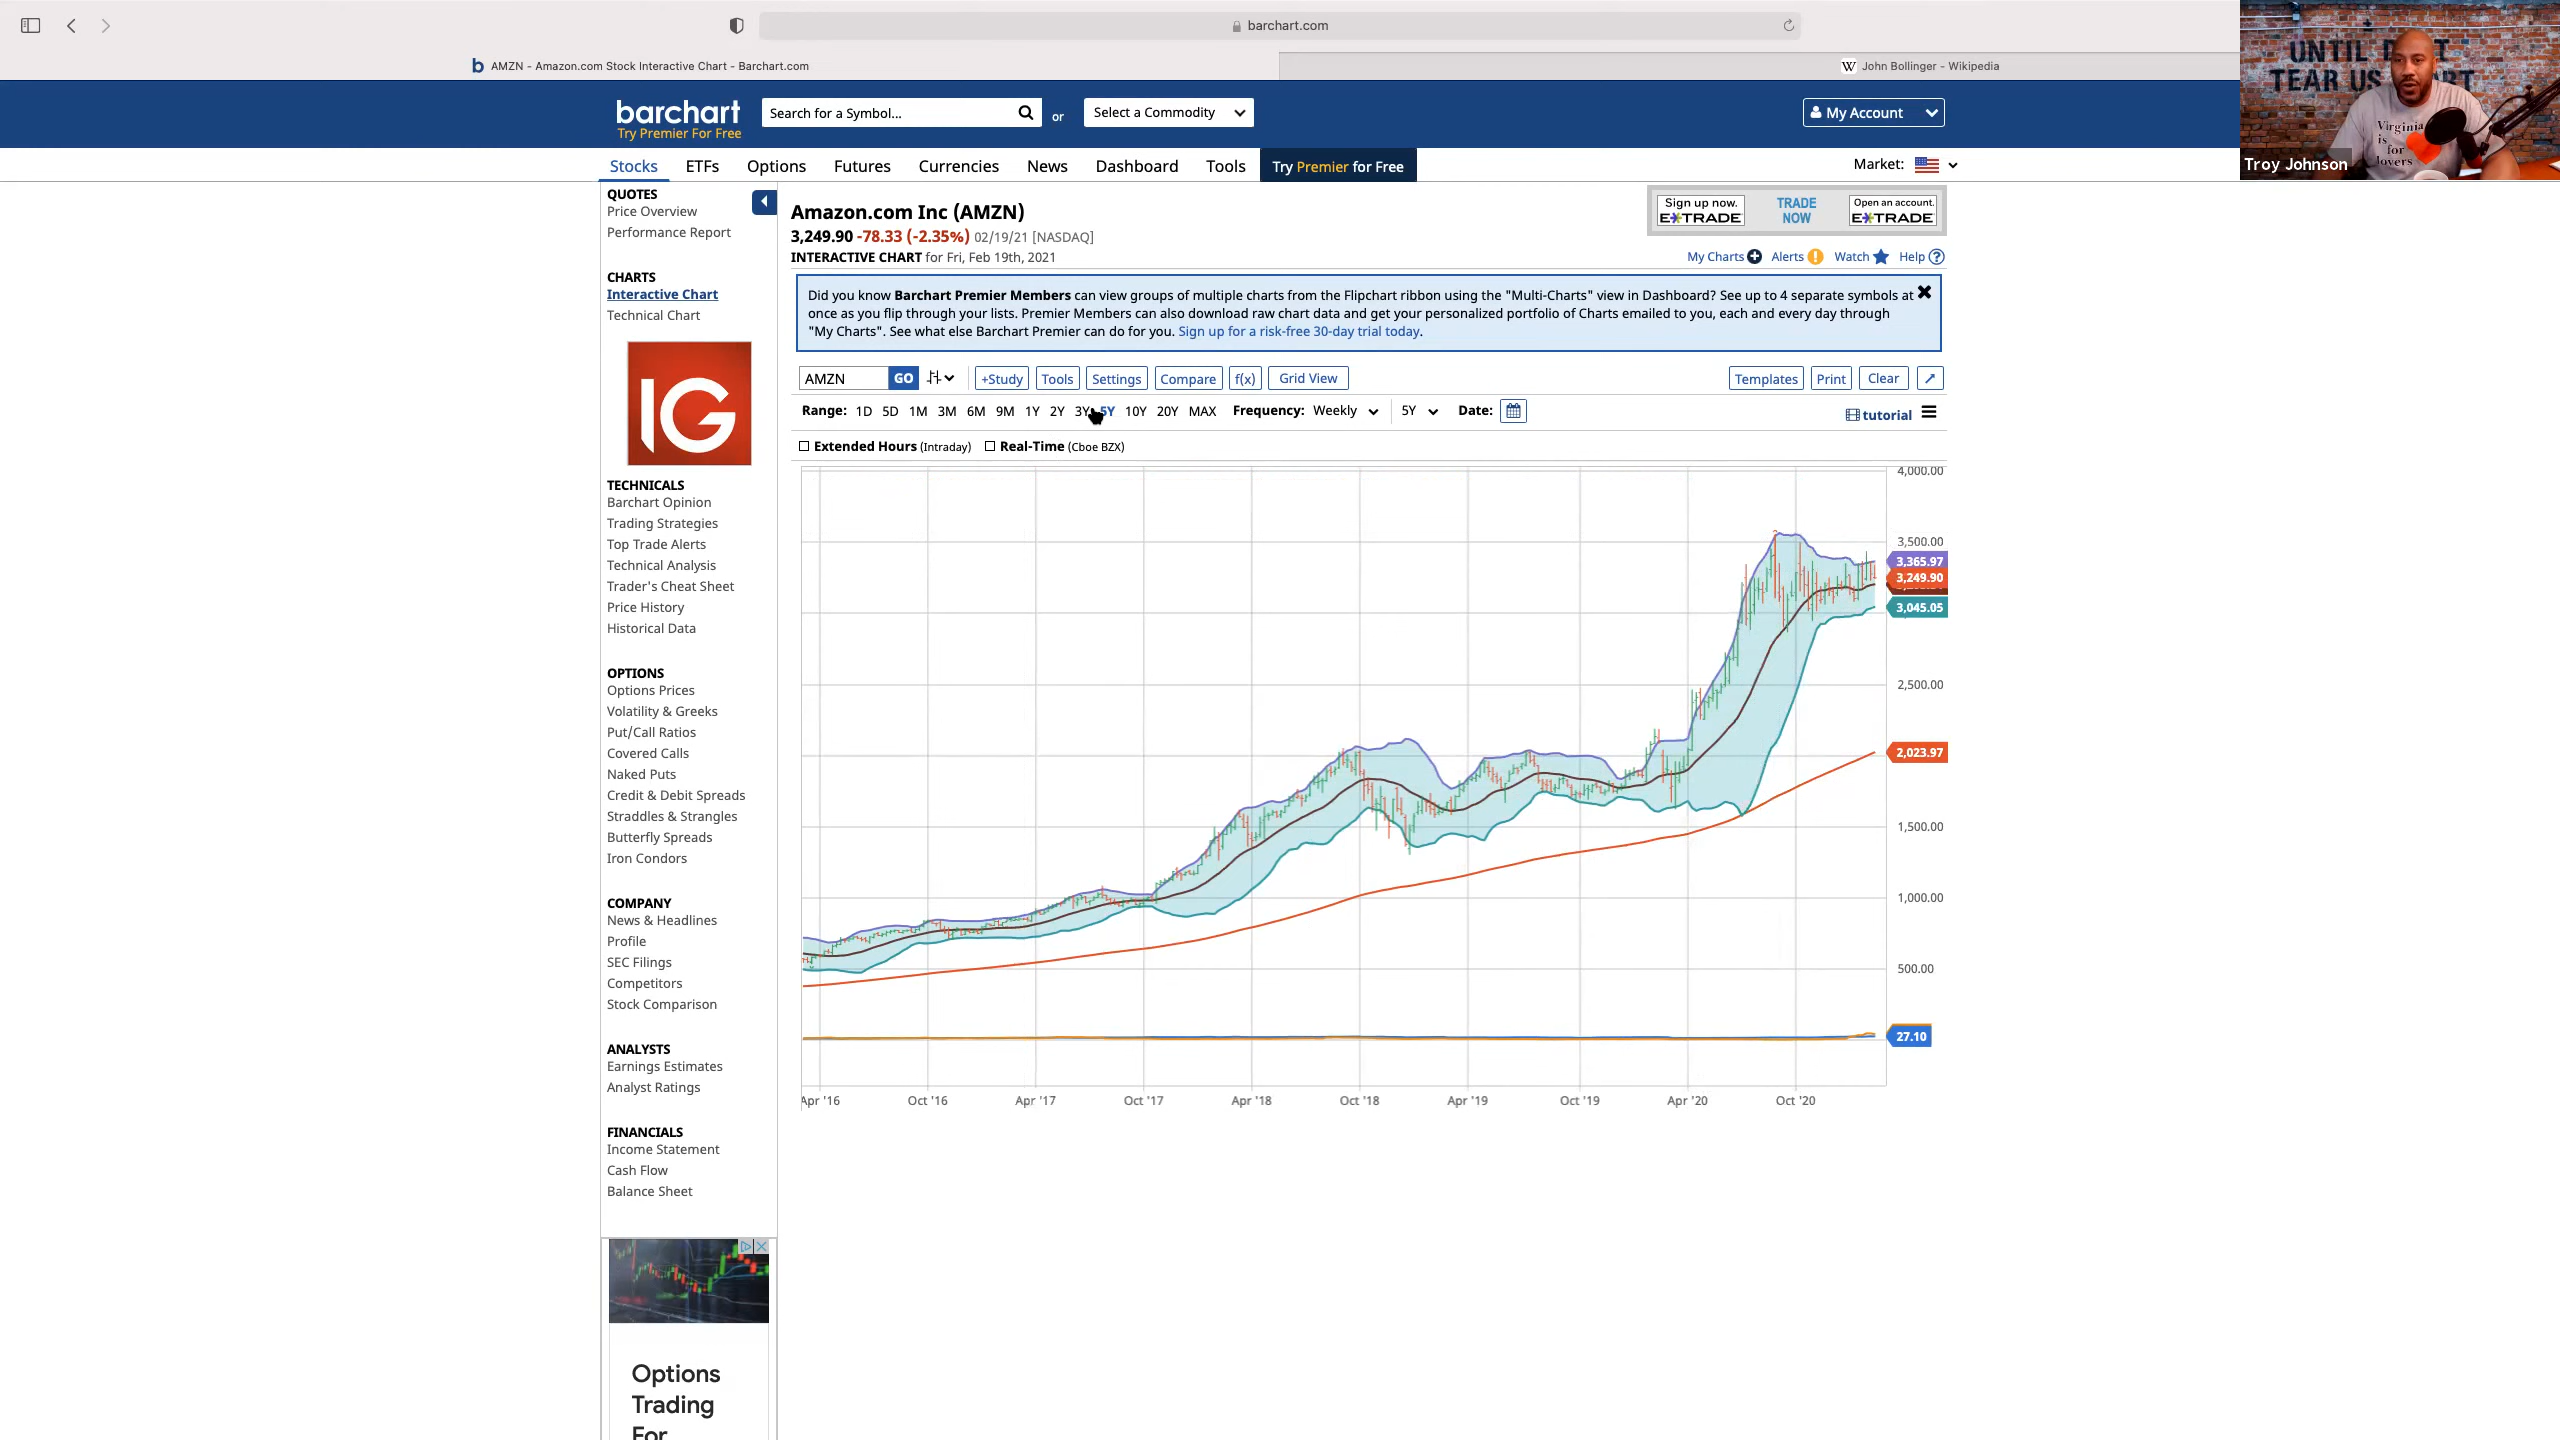 barchart.com
AMZN - Amazon.com Stock Interactive Chart - Barchart.com
John Bollinger - Wikipedia
barchart
Try Premier For Free
Search for a Symbol...
or
Select a Commodity
My Account
Stocks
ETFs
Options
Futures
Currencies
News
Dashboard
Tools
Try Premier for Free
Market:
Virginia
is
for
lovers
Troy Johnson
QUOTES
Price Overview
Performance Report
CHARTS
Interactive Chart
Technical Chart
IG
TECHNICALS
Barchart Opinion
Trading Strategies
Top Trade Alerts
Technical Analysis
Trader's Cheat Sheet
Price History
Historical Data
OPTIONS
Options Prices
Volatility & Greeks
Put/Call Ratios
Covered Calls
Naked Puts
Credit & Debit Spreads
Straddles & Strangles
Butterfly Spreads
Iron Condors
COMPANY
News & Headlines
Profile
SEC Filings
Competitors
Stock Comparison
ANALYSTS
Earnings Estimates
Analyst Ratings
FINANCIALS
Income Statement
Cash Flow
Balance Sheet
Options
Trading
For
Amazon.com Inc (AMZN)
3,249.90 -78.33 (-2.35%) 02/19/21 [NASDAQ]
INTERACTIVE CHART for Fri, Feb 19th, 2021
Sign up now.
E*TRADE
TRADE
NOW
Open an account.
E*TRADE
My Charts
Alerts
Watch
Help
Did you know Barchart Premier Members can view groups of multiple charts from the Flipchart ribbon using the "Multi-Charts" view in Dashboard? See up to 4 separate symbols at
once as you flip through your lists. Premier Members can also download raw chart data and get your personalized portfolio of Charts emailed to you, each and every day through
"My Charts". See what else Barchart Premier can do for you. Sign up for a risk-free 30-day trial today.
AMZN
GO
+Study
Tools
Settings
Compare
f(x)
Grid View
Templates
Print
Clear
Range: 1D 5D 1M 3M 6M 9M 1Y 2Y 3Y 5Y 10Y 20Y MAX
Frequency: Weekly
5Y
Date:
tutorial
Extended Hours (Intraday)
Real-Time (Cboe BZX)
4,000.00
3,500.00
3,365.97
3,249.90
3,045.05
2,500.00
2,023.97
1,500.00
1,000.00
500.00
27.10
Apr '16
Oct '16
Apr '17
Oct '17
Apr '18
Oct '18
Apr '19
Oct '19
Apr '20
Oct '20